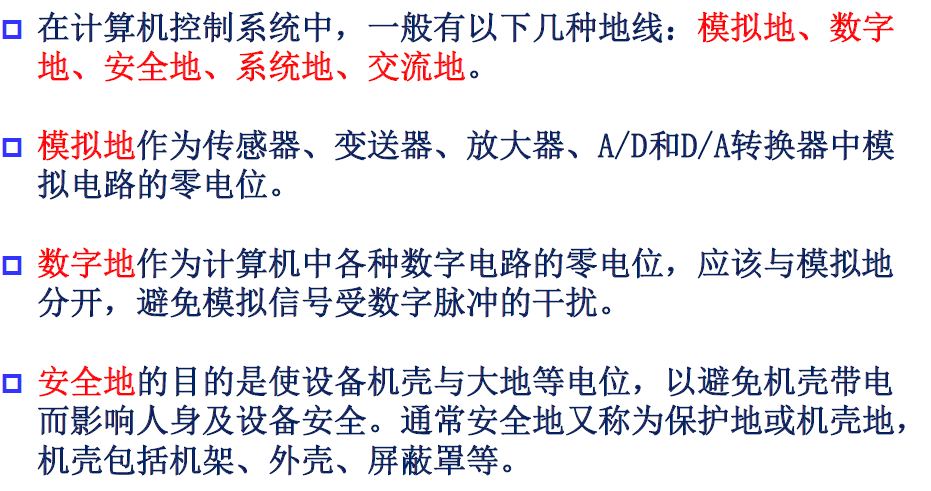 在计算机控制系统中，一般有以下几种地线：模拟地、数字
地、安全地、系统地、交流地。
模拟地作为传感器、变送器、放大器、A/D和D/A转换器中模
拟电路的零电位。
数字地作为计算机中各种数字电路的零电位，应该与模拟地
分开，避免模拟信号受数字脉冲的干扰。
安全地的目的是使设备机壳与大地等电位，以避免机壳带电
而影响人身及设备安全。通常安全地又称为保护地或机壳地，
机壳包括机架、外壳、屏蔽罩等。